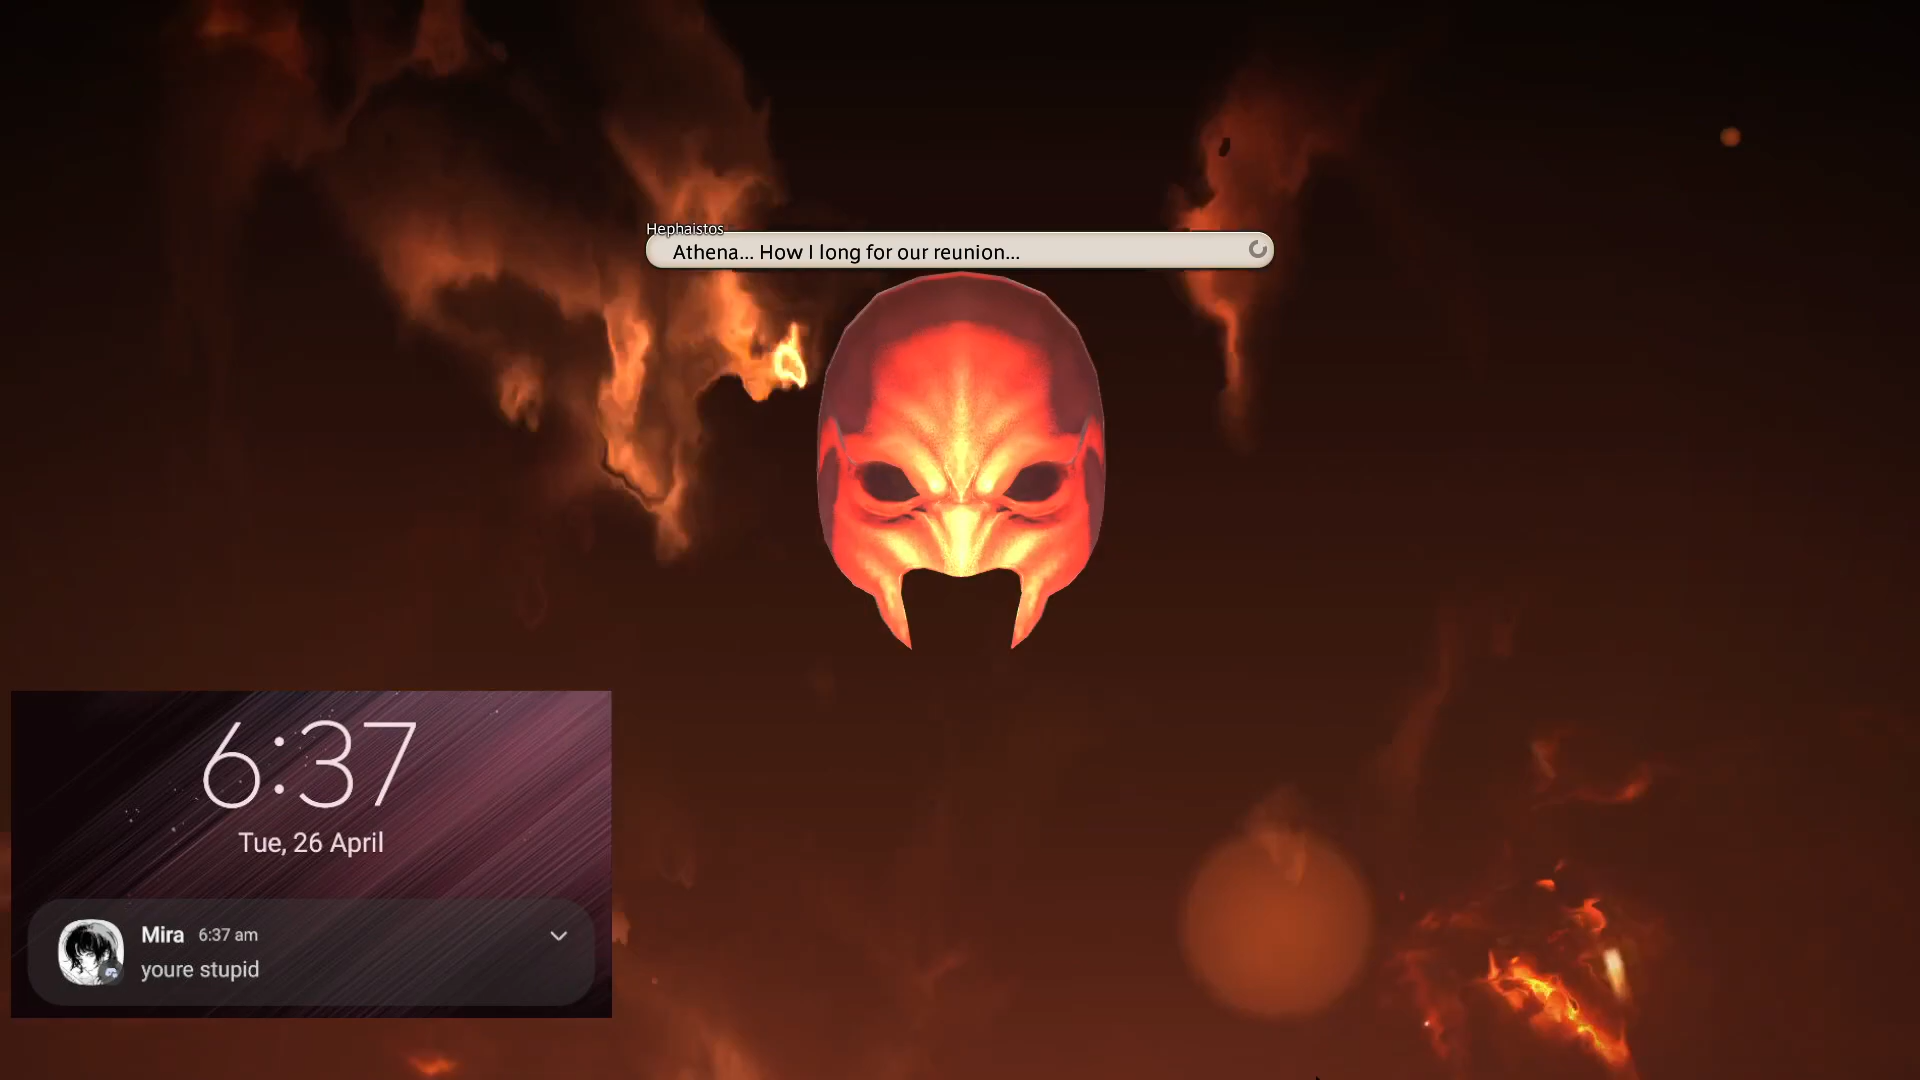 Hephaistos
Athena... How I long for our reunion...
6:37
Tue, 26 April
Mira 6:37 am
youre stupid